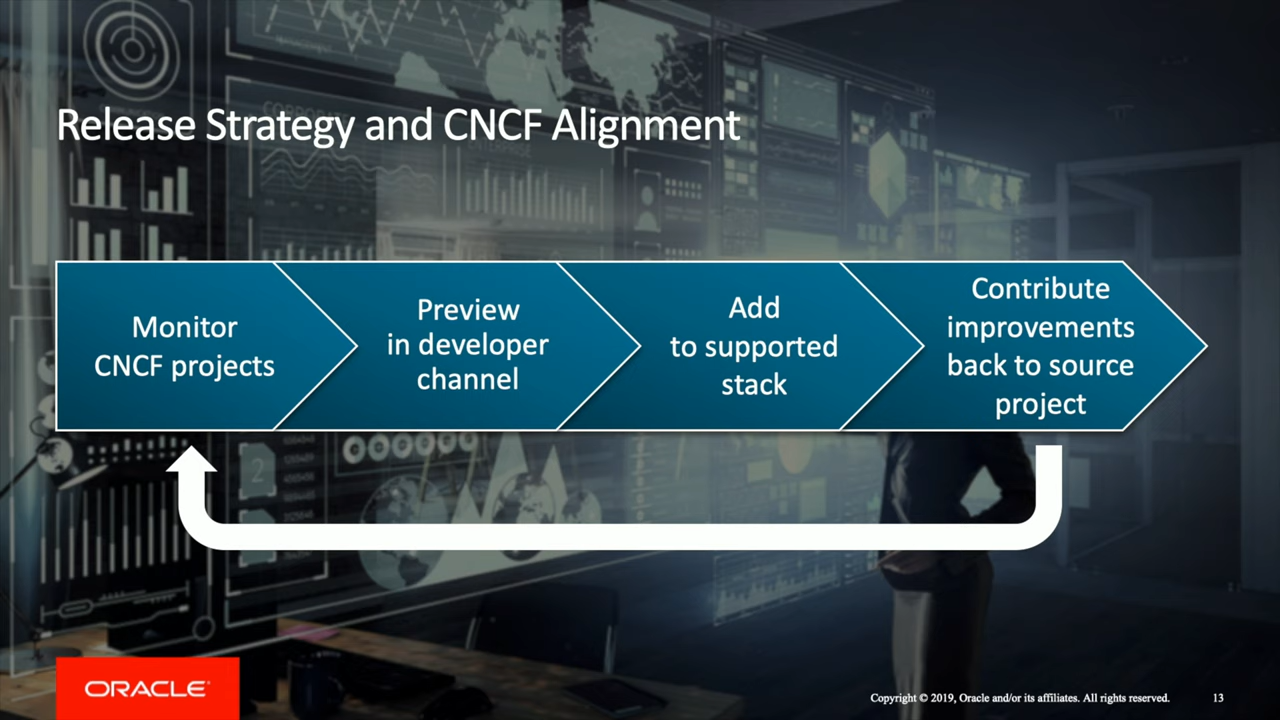 Release Strategy and CNCF Alignment
Monitor
CNCF projects
Preview
in developer
channel
Add
to supported
stack
Contribute
improvements
back to source
project
2
ORACLE®
Copyright © 2019, Oracle and/or its affiliates. All rights reserved.
13